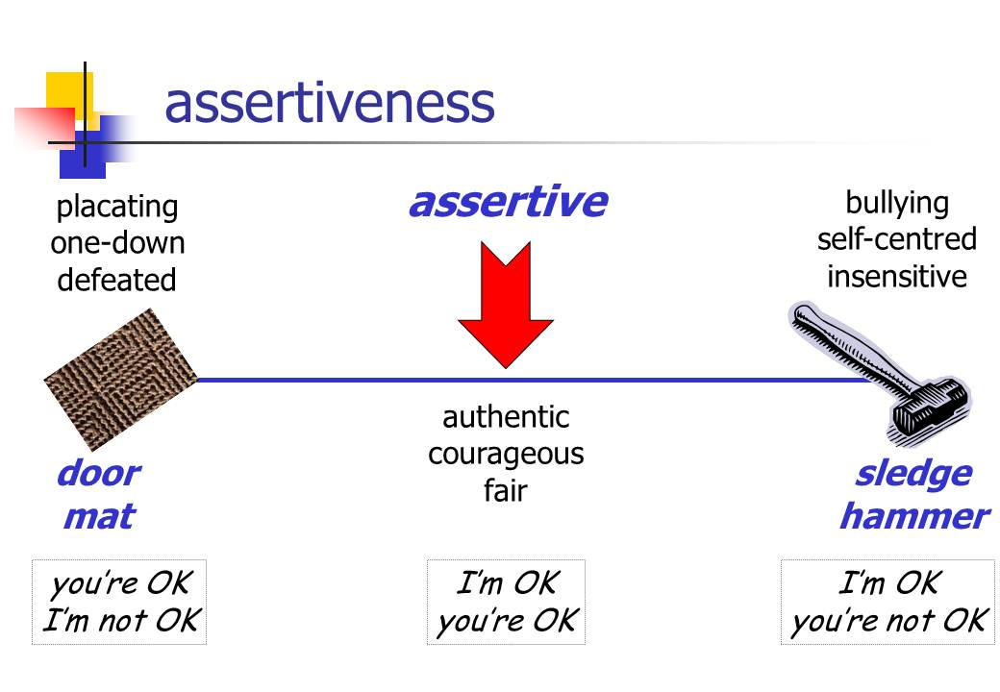 assertiveness
placating
one-down
defeated
door
mat
you’re OK
I’m not OK
assertive
authentic
courageous
fair
I’m OK
you’re OK
bullying
self-centred
insensitive
sledge
hammer
I’m OK
you’re not OK